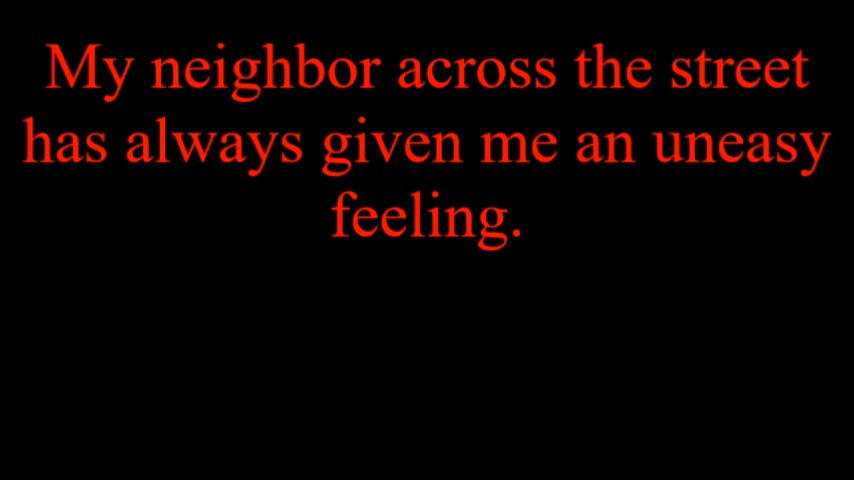 My neighbor across the street
has always given me an uneasy
feeling.